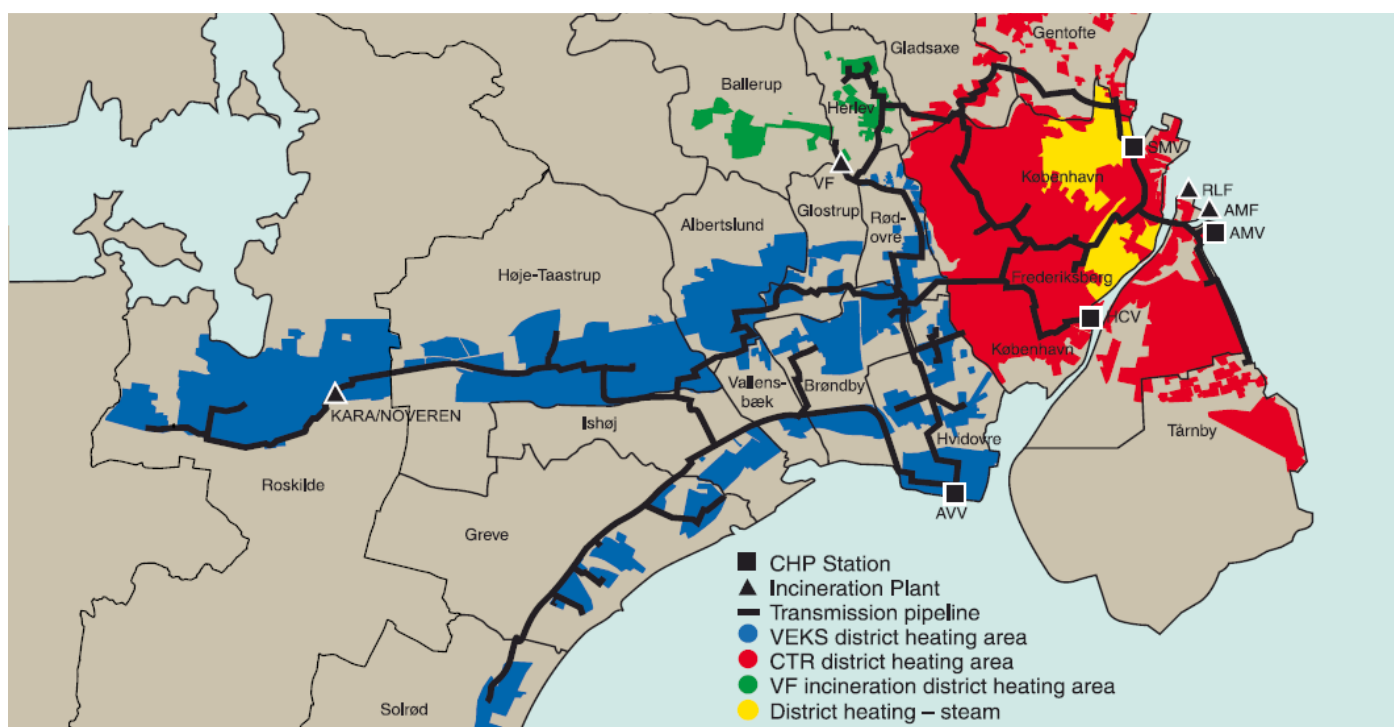 Gentofte
Gladsaxe
Ballerup
Herlev
SMV
København
VF
RLF
AMF
AMV
Glostrup
Rød-
ovre
Albertslund
Høje-Taastrup
Frederiksberg
HCV
København
KARA/NOVEREN
Vallens-
bæk
Brøndby
Ishøj
Hvidovre
Tårnby
Roskilde
AVV
Greve
Solrød
CHP Station
Incineration Plant
Transmission pipeline
VEKS district heating area
CTR district heating area
VF incineration district heating area
District heating – steam